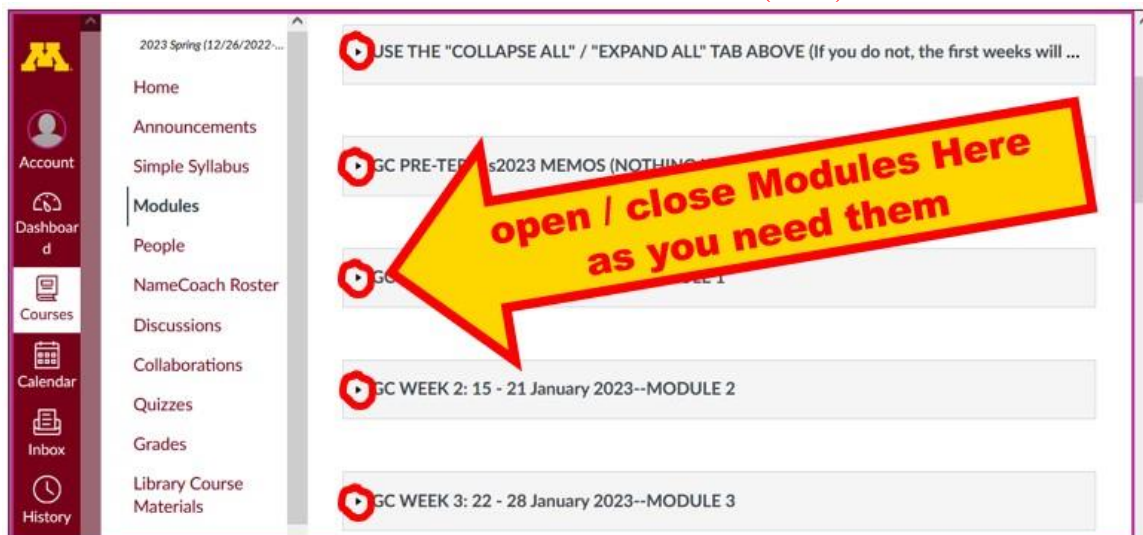 2023 Spring (12/26/2022-...
Home
Announcements
Simple Syllabus
Modules
People
NameCoach Roster
Discussions
Collaborations
Quizzes
Grades
Library Course
Materials
Account
Dashboar
d
Courses
Calendar
Inbox
History
USE THE "COLLAPSE ALL" / "EXPAND ALL" TAB ABOVE (If you do not, the first weeks will ...
GC PRE-TE s2023 MEMOS (NOTHING
open / close Modules Here
as you need them
1
GC WEEK 2: 15 - 21 January 2023--MODULE 2
GC WEEK 3: 22 - 28 January 2023--MODULE 3